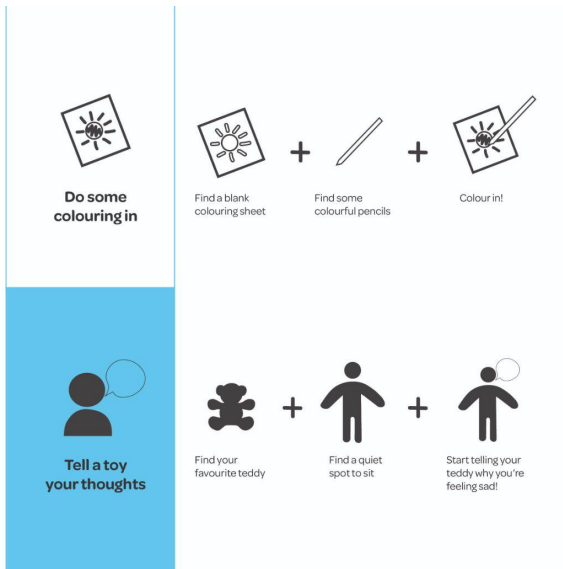 Do some
colouring in
Find a blank
colouring sheet
Find some
colourful pencils
Colour in!
Tell a toy
your thoughts
Find your
favourite teddy
Find a quiet
spot to sit
Start telling your
teddy why you're
feeling sad!